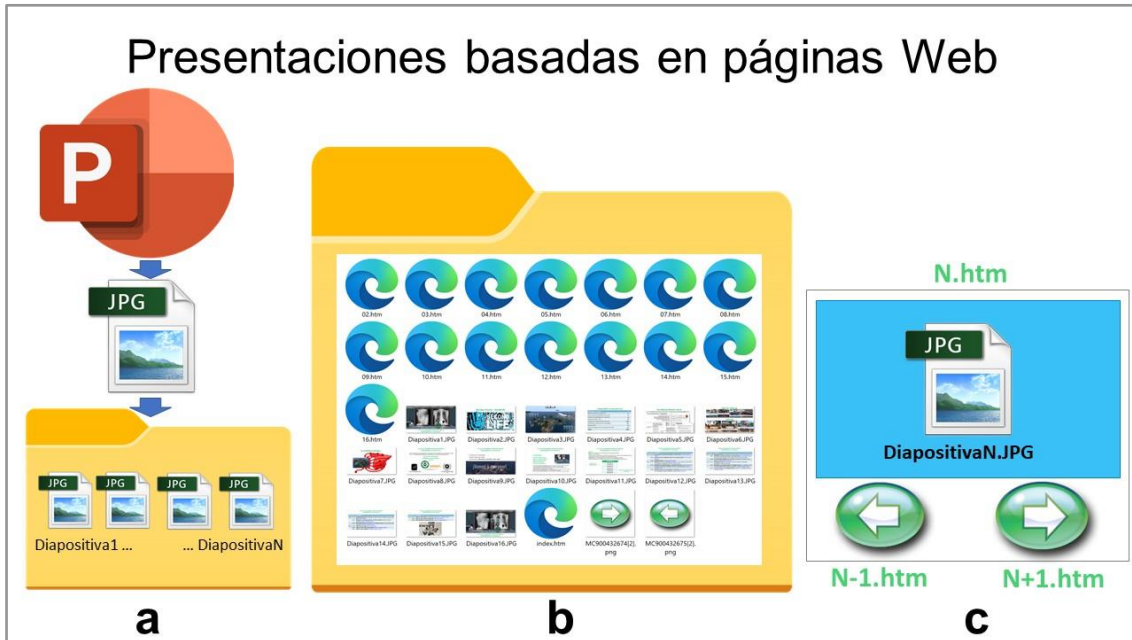 Presentaciones basadas en páginas Web
P
JPG
JPG JPG JPG JPG
Diapositiva1 ... ... DiapositivaN
a
02.htm 03.htm 04.htm 05.htm 06.htm 07.htm 08.htm
09.htm 10.htm 11.htm 12.htm 13.htm 14.htm 15.htm
16.htm Diapositiva1.JPG Diapositiva2.JPG Diapositiva3.JPG Diapositiva4.JPG Diapositiva5.JPG Diapositiva6.JPG
Diapositiva7.JPG Diapositiva8.JPG Diapositiva9.JPG Diapositiva10.JPG Diapositiva11.JPG Diapositiva12.JPG Diapositiva13.JPG
Diapositiva14.JPG Diapositiva15.JPG Diapositiva16.JPG index.htm MC900432674[2].png MC900432675[2].png
b
N.htm
JPG
DiapositivaN.JPG
N-1.htm N+1.htm
c